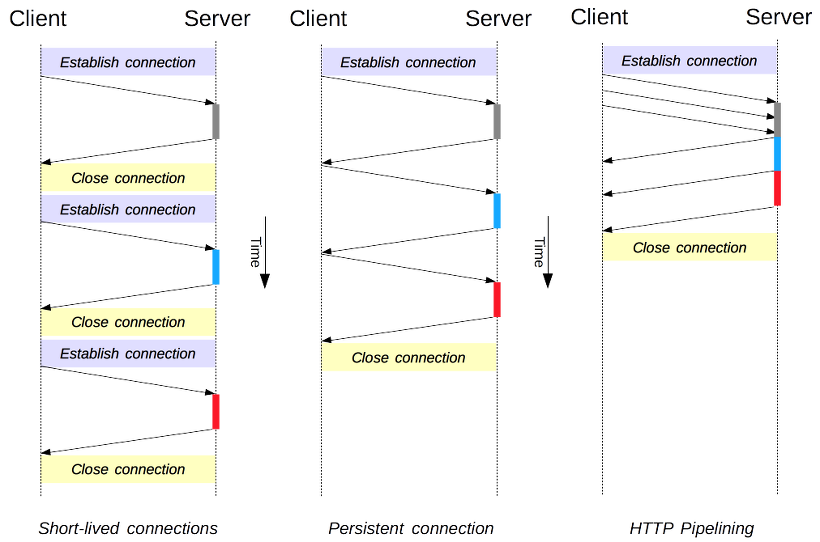 Client Server
Establish connection
Close connection
Establish connection
Close connection
Establish connection
Close connection
Short-lived connections
Time
Client Server
Establish connection
Close connection
Persistent connection
Time
Client Server
Establish connection
Close connection
HTTP Pipelining